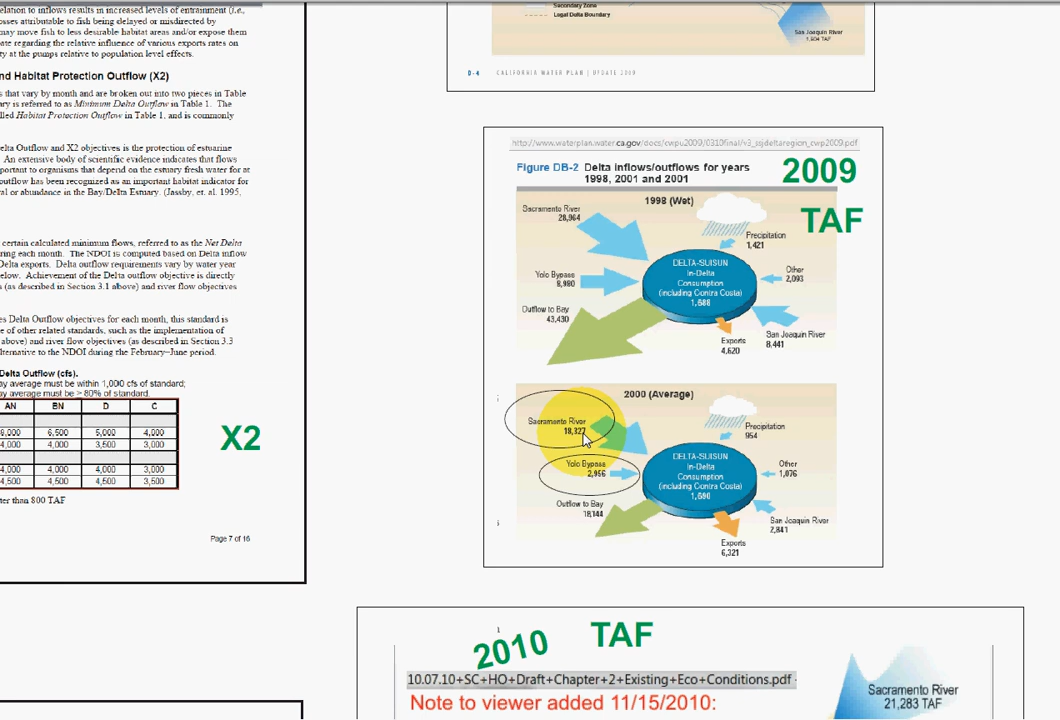 elation to inflows results in increased levels of entrainment (i.e.,
osses attributable to fish being delayed or misdirected by
may move fish to less desirable habitat areas and/or expose them
ate regarding the relative influence of various exports rates on
ty at the pumps relative to population level effects.
nd Habitat Protection Outflow (X2)
s that vary by month and are broken out into two pieces in Table
ary is referred to as Minimum Delta Outflow in Table 1. The
lled Habitat Protection Outflow in Table 1, and is commonly
elta Outflow and X2 objectives is the protection of estuarine
An extensive body of scientific evidence indicates that flows
portant to organisms that depend on the estuary fresh water for at
outflow has been recognized as an important habitat indicator for
al or abundance in the Bay/Delta Estuary. (Jassby, et. al. 1995,
certain calculated minimum flows, referred to as the Net Delta
ring each month. The NDOI is computed based on Delta inflow
Delta exports. Delta outflow requirements vary by water year
elow. Achievement of the Delta outflow objective is directly
s (as described in Section 3.1 above) and river flow objectives
es Delta Outflow objectives for each month, this standard is
e of other related standards, such as the implementation of
above) and river flow objectives (as described in Section 3.3
lternative to the NDOI during the February–June period.
Delta Outflow (cfs).
ay average must be within 1,000 cfs of standard;
ay average must be > 80% of standard.
AN BN D C
8,000 6,500 5,000 4,000
4,000 4,000 3,500 3,000
4,000 4,000 4,000 3,000
4,500 4,500 4,500 3,500
ter than 800 TAF
Page 7 of 16
X2
Secondary Zone
Legal Delta Boundary
San Joaquin River
1,604 TAF
D-4 CALIFORNIA WATER PLAN | UPDATE 2009
http://www.waterplan.water.ca.gov/docs/cwpu2009/0310final/v3_ssjdeltaregion_cwp2009.pdf
Figure DB-2 Delta inflows/outflows for years
1998, 2001 and 2001
2009
TAF
1998 (Wet)
Sacramento River
28,964
Precipitation
1,421
DELTA-SUISUN
In-Delta
Consumption
(including Contra Costa)
1,688
Yolo Bypass
8,980
Other
2,093
Outflow to Bay
43,430
San Joaquin River
8,441
Exports
4,620
2000 (Average)
Sacramento River
18,327
Precipitation
954
DELTA-SUISUN
In-Delta
Consumption
(including Contra Costa)
1,690
Yolo Bypass
2,956
Other
1,076
Outflow to Bay
18,144
San Joaquin River
2,841
Exports
6,321
1
2010
TAF
10.07.10+SC+HO+Draft+Chapter+2+Existing+Eco+Conditions.pdf
Note to viewer added 11/15/2010:
Sacramento River
21,283 TAF